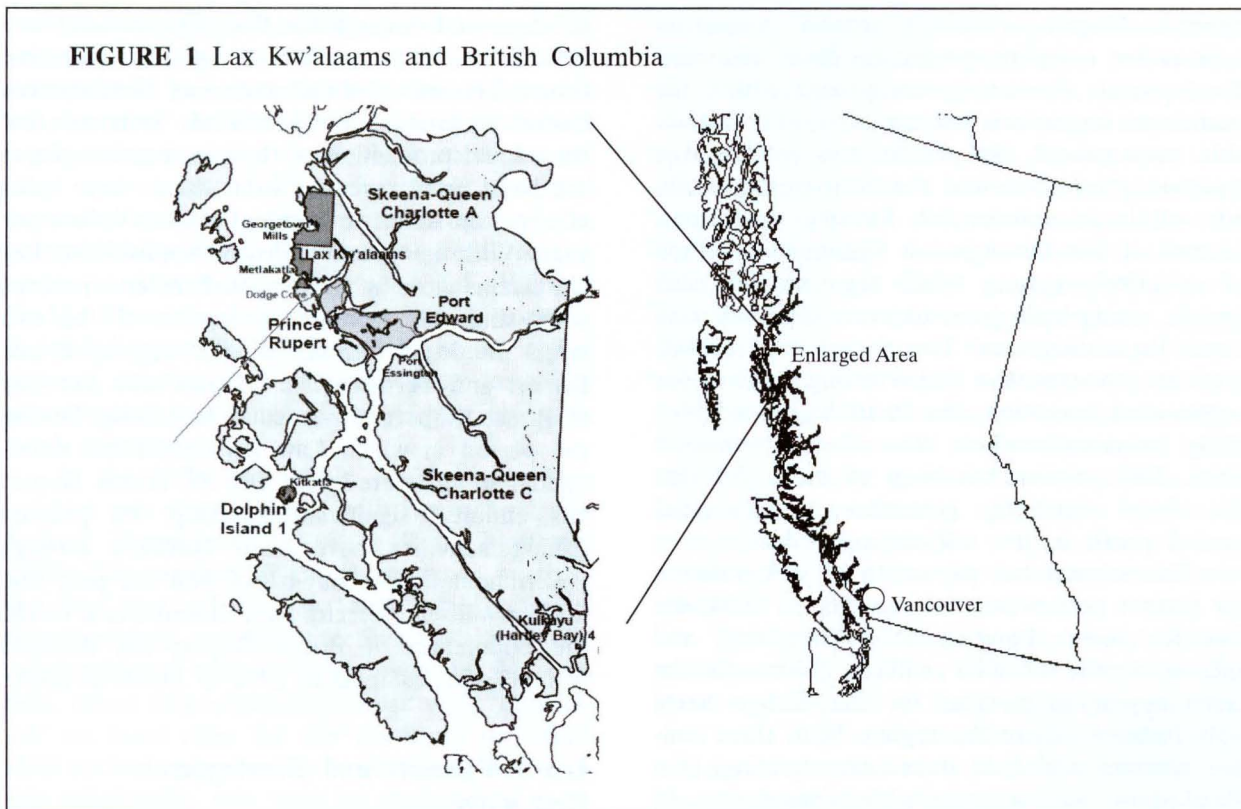 FIGURE 1 Lax Kw'alaams and British Columbia
Skeena-Queen
Charlotte A
Georgetown
Mills
Lax Kw'alaams
Metlakatla
Dodge Cove
Port
Edward
Prince
Rupert
Port
Essington
Enlarged Area
Skeena-Queen
Charlotte C
Kitkatla
Dolphin
Island 1
Vancouver
Kulkayu
(Hartley Bay) 4